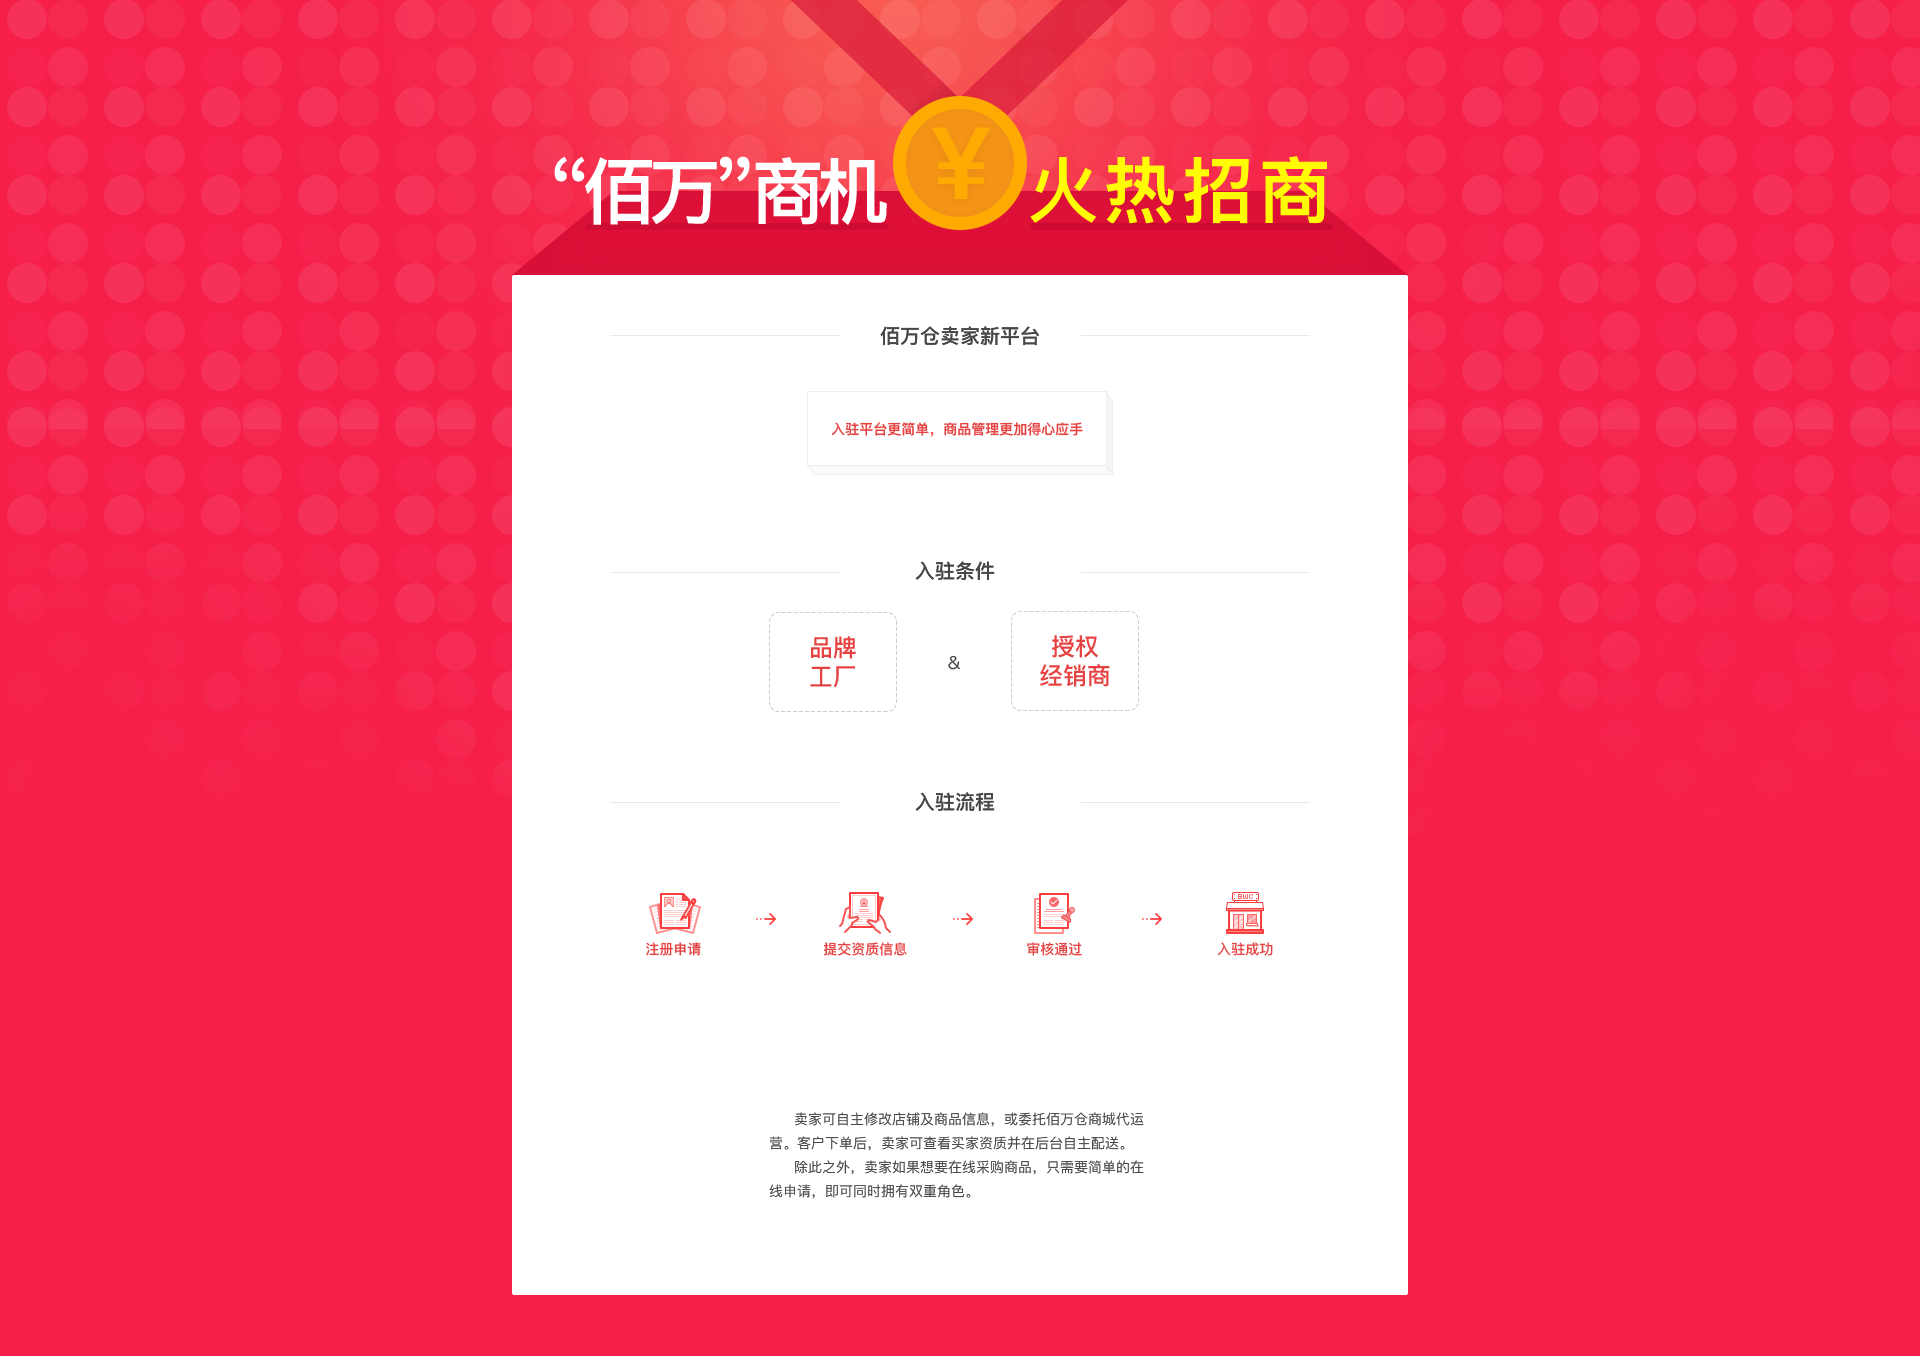 “佰万”商机 ¥ 火热招商
佰万仓卖家新平台
入驻平台更简单，商品管理更加得心应手
入驻条件
品牌
工厂
&
授权
经销商
入驻流程
BWC
注册申请
提交资质信息
审核通过
入驻成功
卖家可自主修改店铺及商品信息，或委托佰万仓商城代运
营。客户下单后，卖家可查看买家资质并在后台自主配送。
除此之外，卖家如果想要在线采购商品，只需要简单的在
线申请，即可同时拥有双重角色。